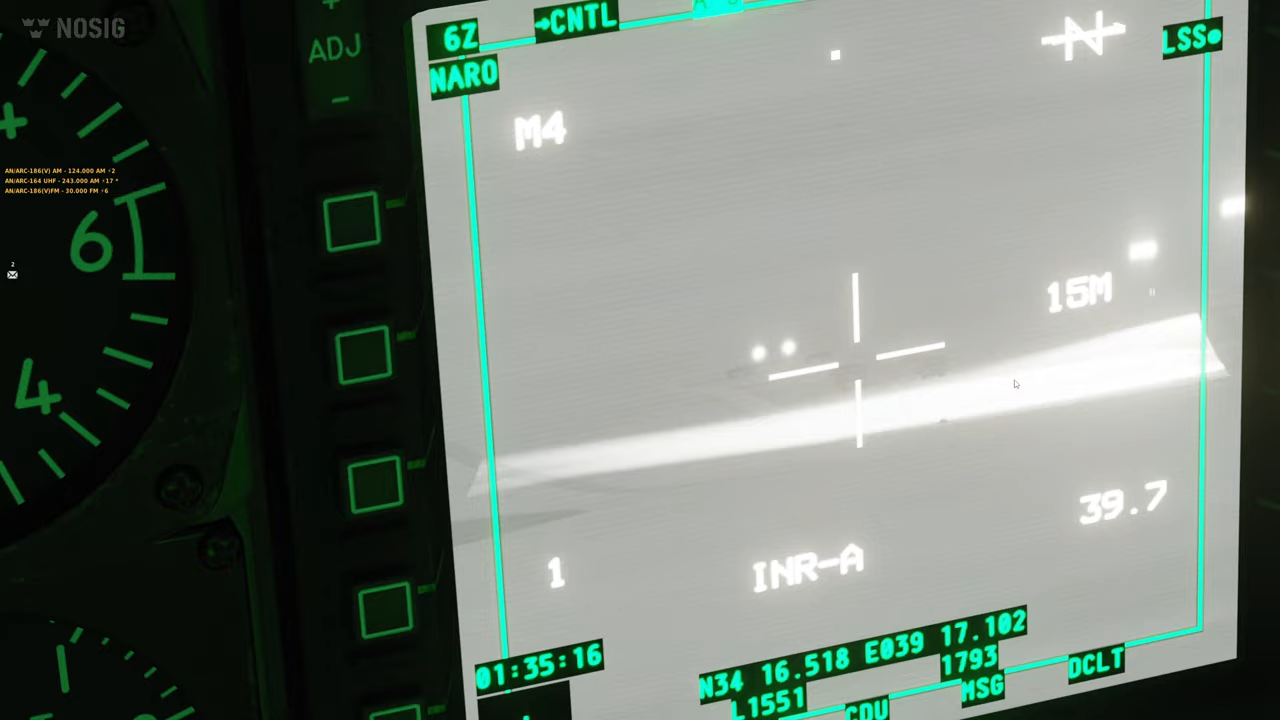 NOSIG
+
ADJ
−
6Z
→CNTL
N
LSS●
NARO
M4
AN/ARC-186(V) AM - 124.000 AM
AN/ARC-164 UHF - 243.000 AM
AN/ARC-186(V)FM - 30.000 FM
6
2
4
15M
39.7
1
INR-A
01:35:16
N34 16.518 E039 17.102
L1551
1793
CDU
MSG
DCLT